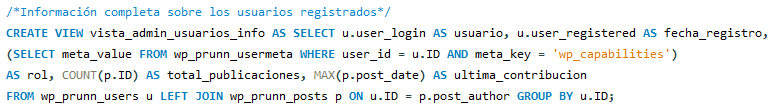 /*Información completa sobre los usuarios registrados*/
CREATE VIEW vista_admin_usuarios_info AS SELECT u.user_login AS usuario, u.user_registered AS fecha_registro,
(SELECT meta_value FROM wp_prunn_usermeta WHERE user_id = u.ID AND meta_key = 'wp_capabilities')
AS rol, COUNT(p.ID) AS total_publicaciones, MAX(p.post_date) AS ultima_contribucion
FROM wp_prunn_users u LEFT JOIN wp_prunn_posts p ON u.ID = p.post_author GROUP BY u.ID;